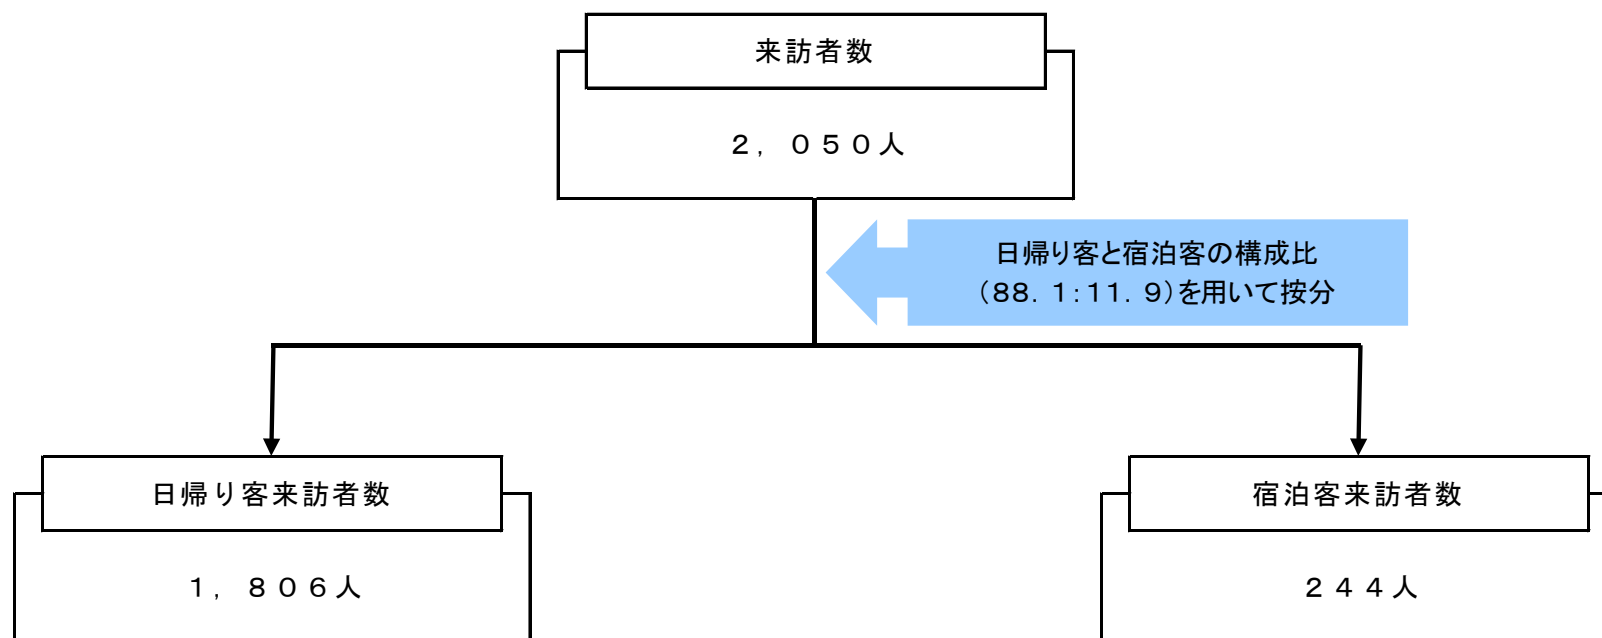 来訪者数
２，０５０人
日帰り客と宿泊客の構成比
（８８．１：１１．９）を用いて按分
日帰り客来訪者数
宿泊客来訪者数
１，８０６人
２４４人